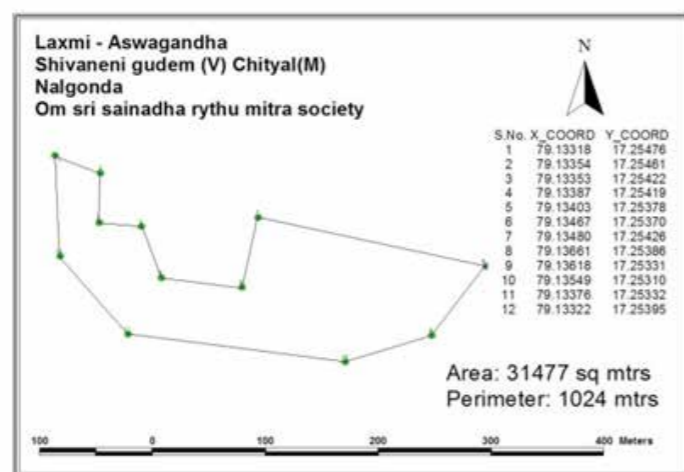 Laxmi - Aswagandha
Shivaneni gudem (V) Chityal(M)
Nalgonda
Om sri sainadha rythu mitra society
N
S.No. X_COORD Y_COORD
1 79.13318 17.25476
2 79.13354 17.25461
3 79.13353 17.25422
4 79.13387 17.25419
5 79.13403 17.25378
6 79.13467 17.25370
7 79.13480 17.25426
8 79.13661 17.25386
9 79.13618 17.25331
10 79.13549 17.25310
11 79.13376 17.25332
12 79.13322 17.25395
Area: 31477 sq mtrs
Perimeter: 1024 mtrs
100 0 100 200 300 400 Meters